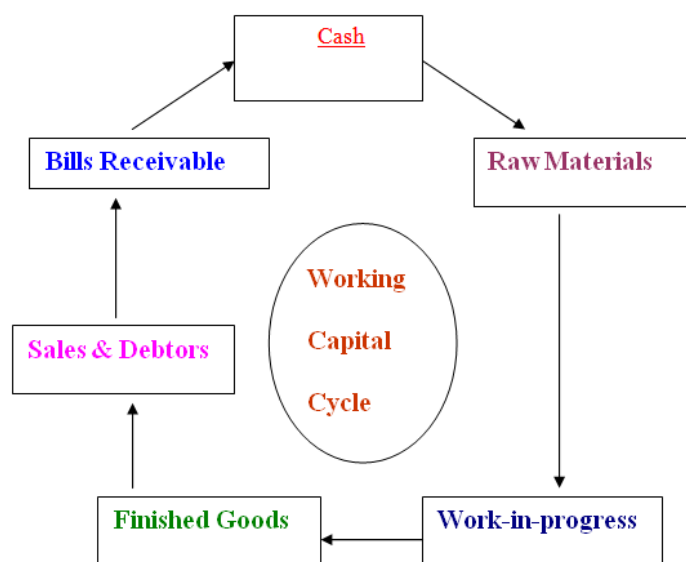 Cash
Bills Receivable
Raw Materials
Working
Capital
Cycle
Sales & Debtors
Finished Goods
Work-in-progress